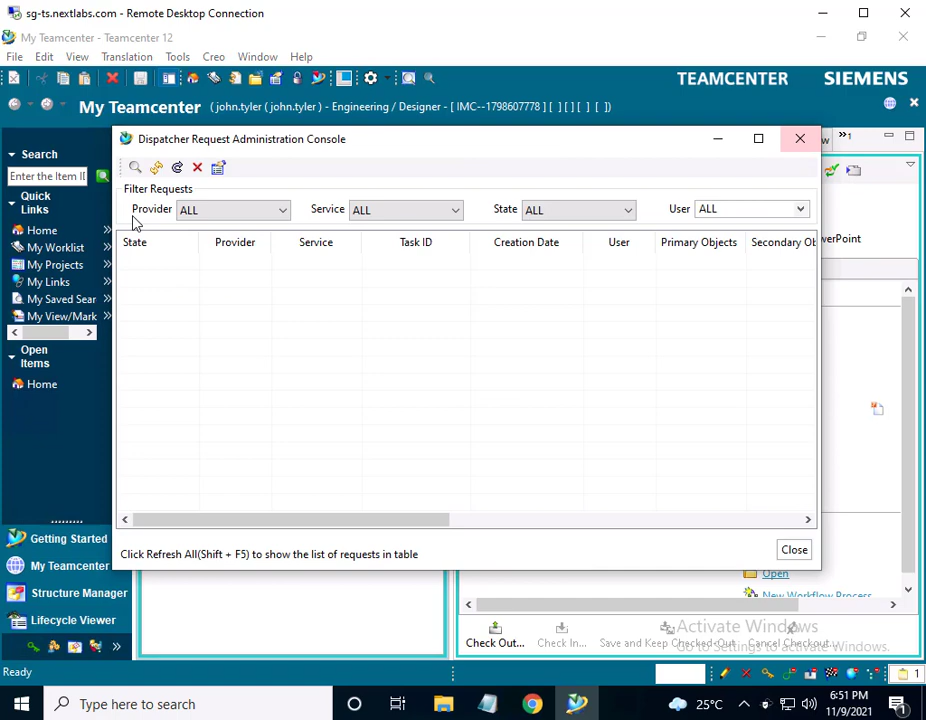 sg-ts.nextlabs.com - Remote Desktop Connection
My Teamcenter - Teamcenter 12
File Edit View Translation Tools Creo Window Help
TEAMCENTER SIEMENS
My Teamcenter ( john.tyler ( john.tyler ) - Engineering / Designer - [ IMC--1798607778 ] [ ] [ ] [ ] [ ] )
Dispatcher Request Administration Console
Search
Enter the Item ID
Quick Links
Home
My Worklist
My Projects
My Links
My Saved Sear
My View/Mark
Open Items
Home
Filter Requests
Provider ALL Service ALL State ALL User ALL
State Provider Service Task ID Creation Date User Primary Objects Secondary Ob
Click Refresh All(Shift + F5) to show the list of requests in table
Close
Getting Started
My Teamcenter
Structure Manager
Lifecycle Viewer
Open
New Workflow Process
Check Out... Check In... Save and Keep Checked-Out Cancel Checkout...
Activate Windows
Go to Settings to activate Windows.
Ready
1
Type here to search
25°C
6:51 PM
11/9/2021
1